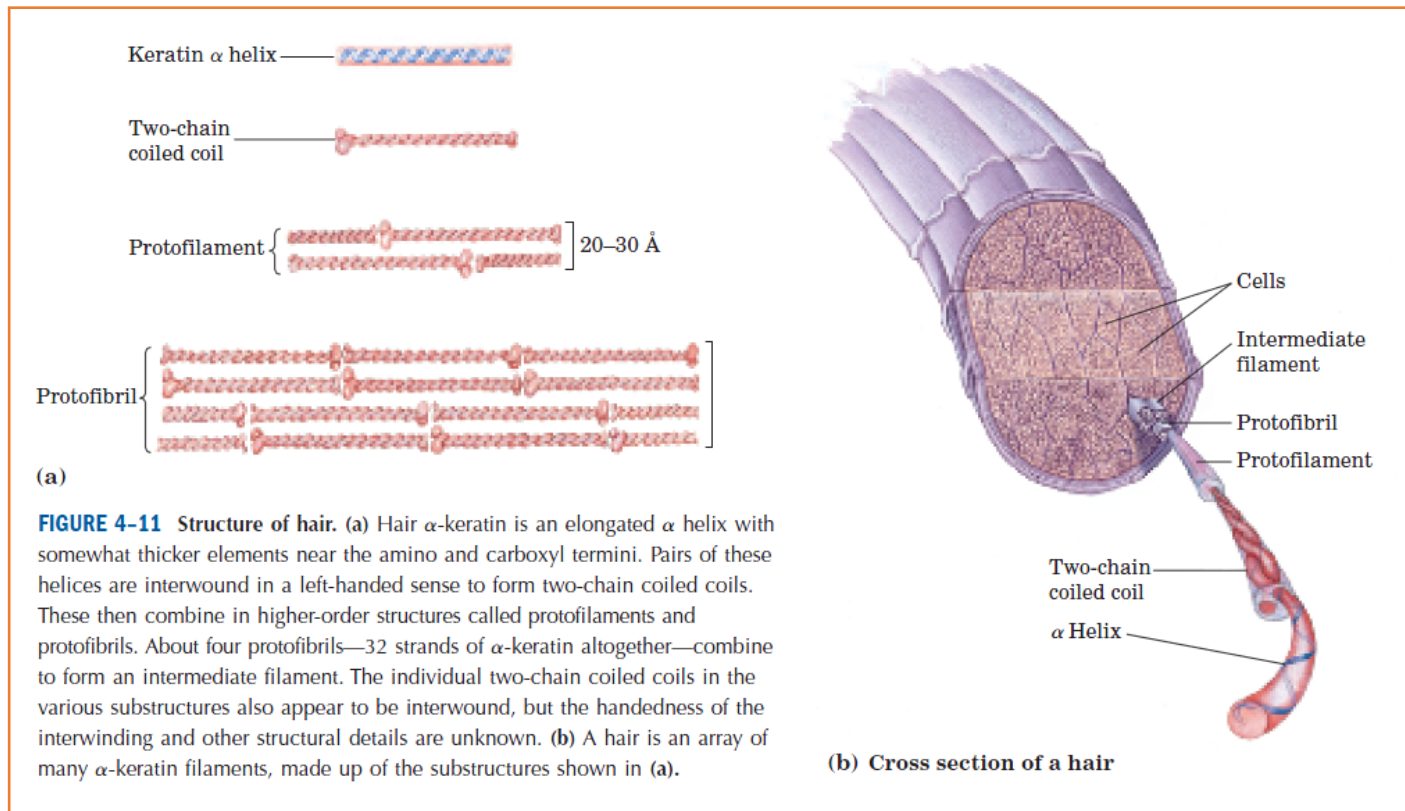 Keratin α helix
Two-chain
coiled coil
Protofilament
20–30 Å
Protofibril
(a)
FIGURE 4–11 Structure of hair. (a) Hair α-keratin is an elongated α helix with
somewhat thicker elements near the amino and carboxyl termini. Pairs of these
helices are interwound in a left-handed sense to form two-chain coiled coils.
These then combine in higher-order structures called protofilaments and
protofibrils. About four protofibrils—32 strands of α-keratin altogether—combine
to form an intermediate filament. The individual two-chain coiled coils in the
various substructures also appear to be interwound, but the handedness of the
interwinding and other structural details are unknown. (b) A hair is an array of
many α-keratin filaments, made up of the substructures shown in (a).
Cells
Intermediate
filament
Protofibril
Protofilament
Two-chain
coiled coil
α Helix
(b) Cross section of a hair